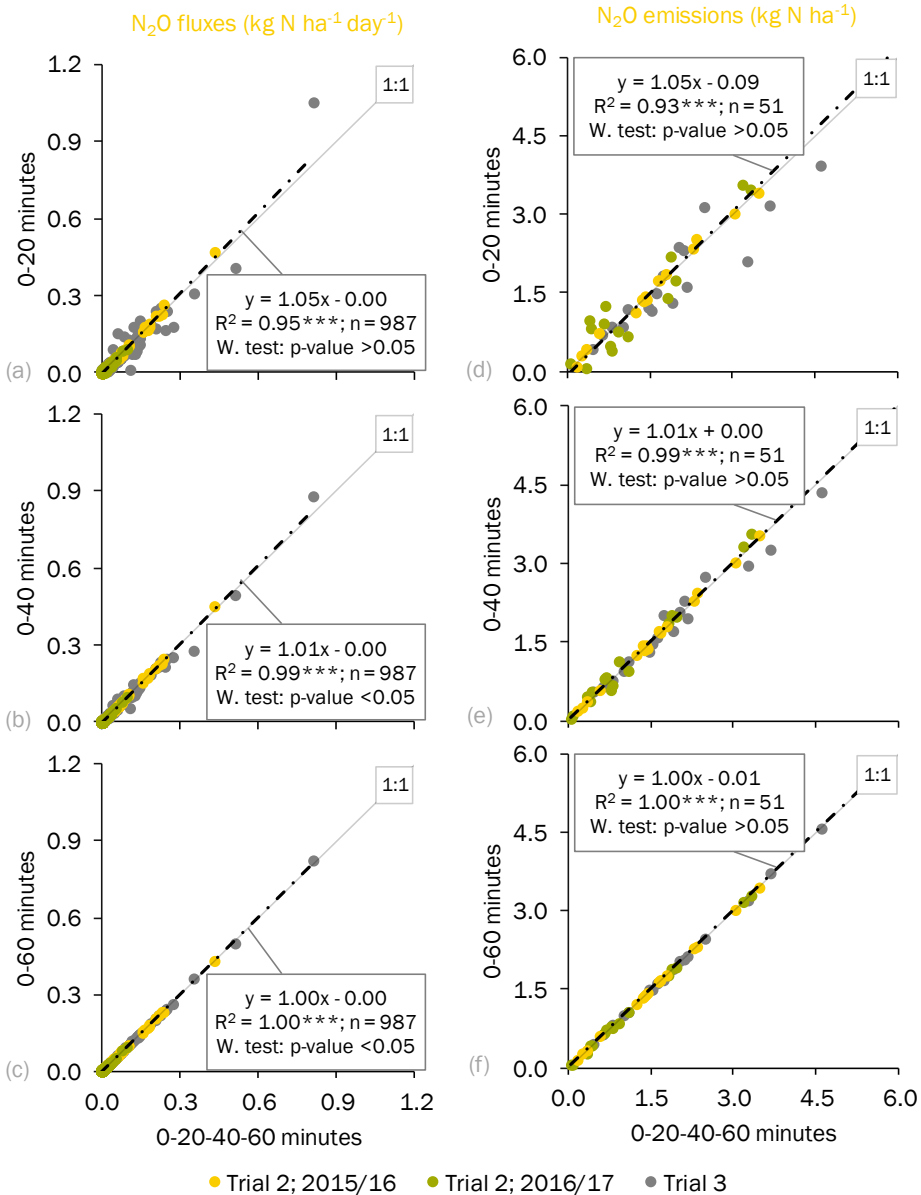 N₂O fluxes (kg N ha⁻¹ day⁻¹)
N₂O emissions (kg N ha⁻¹)
1.2
0.9
0.6
0.3
0.0
0-20 minutes
(a)
1:1
y = 1.05x - 0.00
R² = 0.95***; n = 987
W. test: p-value >0.05
6.0
4.5
3.0
1.5
0.0
0-20 minutes
(d)
1:1
y = 1.05x - 0.09
R² = 0.93***; n = 51
W. test: p-value >0.05
1.2
0.9
0.6
0.3
0.0
0-40 minutes
(b)
1:1
y = 1.01x - 0.00
R² = 0.99***; n = 987
W. test: p-value <0.05
6.0
4.5
3.0
1.5
0.0
0-40 minutes
(e)
1:1
y = 1.01x + 0.00
R² = 0.99***; n = 51
W. test: p-value >0.05
1.2
0.9
0.6
0.3
0.0
0-60 minutes
(c)
1:1
y = 1.00x - 0.00
R² = 1.00***; n = 987
W. test: p-value <0.05
0.0 0.3 0.6 0.9 1.2
0-20-40-60 minutes
6.0
4.5
3.0
1.5
0.0
0-60 minutes
(f)
1:1
y = 1.00x - 0.01
R² = 1.00***; n = 51
W. test: p-value >0.05
0.0 1.5 3.0 4.5 6.0
0-20-40-60 minutes
Trial 2; 2015/16 Trial 2; 2016/17 Trial 3